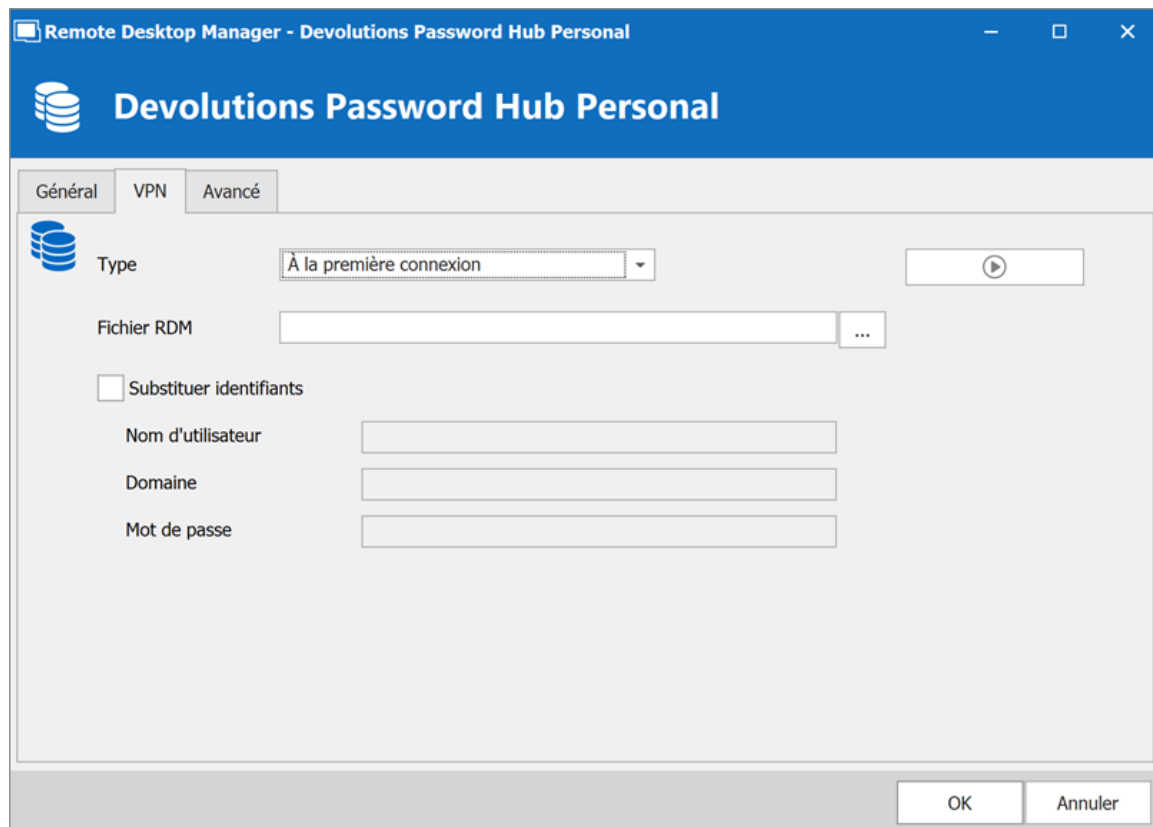 Remote Desktop Manager - Devolutions Password Hub Personal
Devolutions Password Hub Personal
Général VPN Avancé
Type À la première connexion
Fichier RDM ...
Substituer identifiants
Nom d'utilisateur
Domaine
Mot de passe
OK Annuler